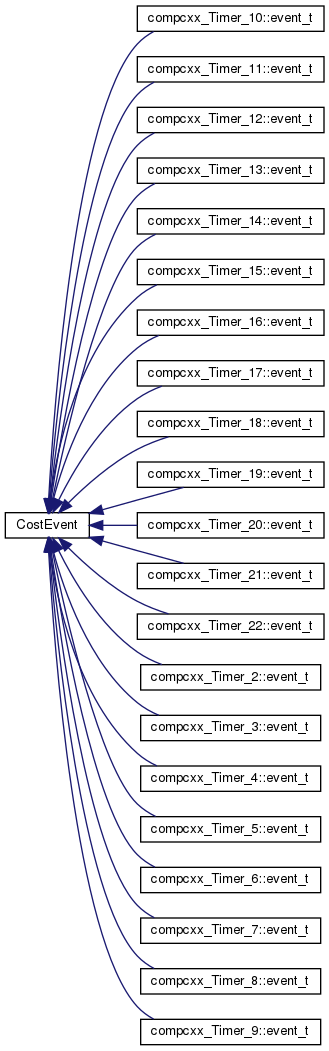 compcxx_Timer_10::event_t
compcxx_Timer_11::event_t
compcxx_Timer_12::event_t
compcxx_Timer_13::event_t
compcxx_Timer_14::event_t
compcxx_Timer_15::event_t
compcxx_Timer_16::event_t
compcxx_Timer_17::event_t
compcxx_Timer_18::event_t
compcxx_Timer_19::event_t
CostEvent
compcxx_Timer_20::event_t
compcxx_Timer_21::event_t
compcxx_Timer_22::event_t
compcxx_Timer_2::event_t
compcxx_Timer_3::event_t
compcxx_Timer_4::event_t
compcxx_Timer_5::event_t
compcxx_Timer_6::event_t
compcxx_Timer_7::event_t
compcxx_Timer_8::event_t
compcxx_Timer_9::event_t